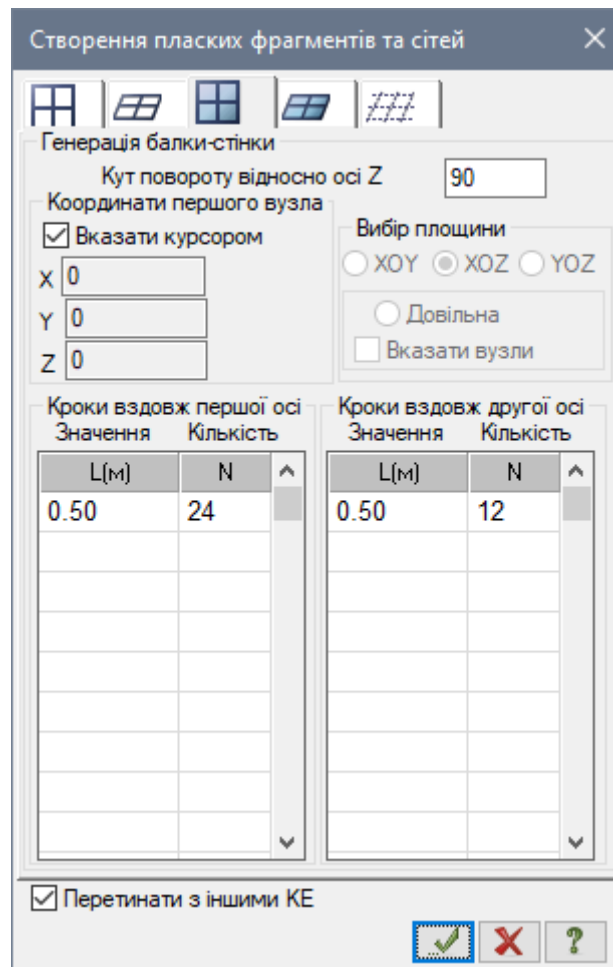 Створення пласких фрагментів та сітей
Генерація балки-стінки
Кут повороту відносно осі Z 90
Координати першого вузла
Вказати курсором
X 0
Y 0
Z 0
Вибір площини
XOY XOZ YOZ
Довільна
Вказати вузли
Кроки вздовж першої осі
Значення Кількість
L(м) N
0.50 24
Кроки вздовж другої осі
Значення Кількість
L(м) N
0.50 12
Перетинати з іншими КЕ
?